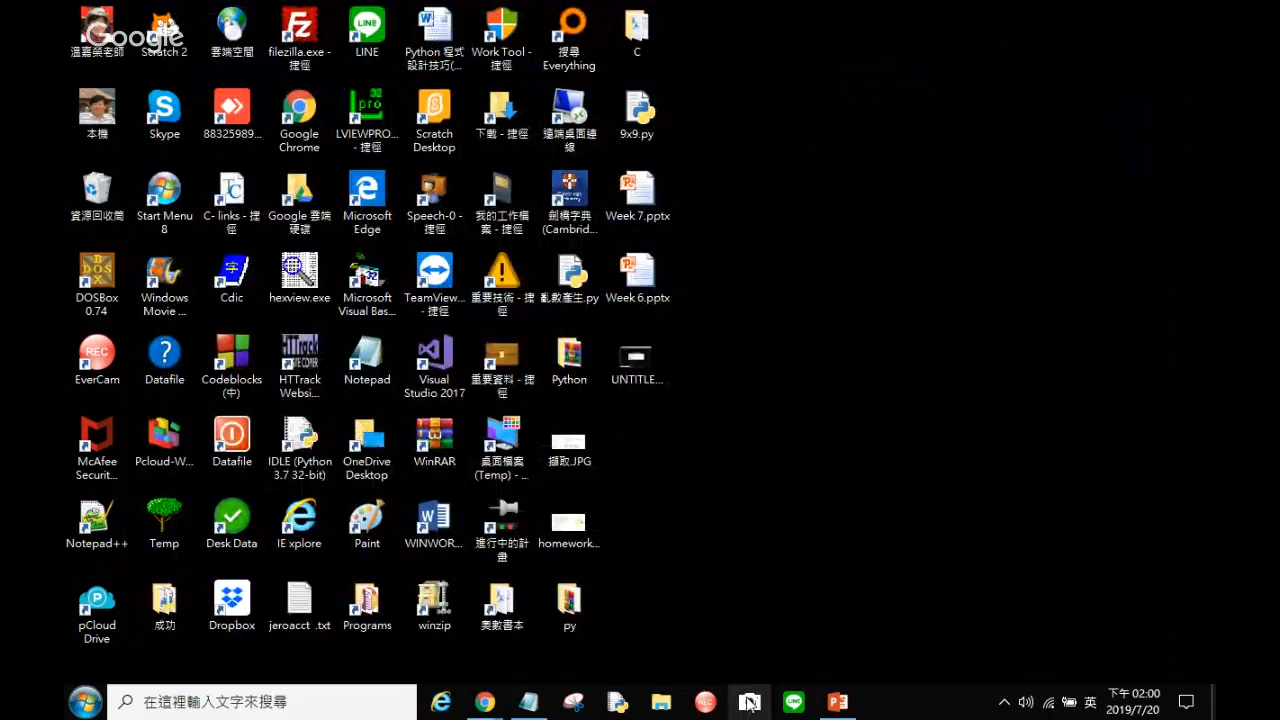 Google
溫嘉榮老師
Scratch 2
雲端空間
filezilla.exe -
捷徑
LINE
Python 程式
設計技巧(...
Work Tool -
捷徑
搜尋
Everything
C
本機
Skype
88325989...
Google
Chrome
LVIEWPRO...
- 捷徑
Scratch
Desktop
下載 - 捷徑
遠端桌面連
線
9x9.py
資源回收筒
Start Menu
8
C- links - 捷
徑
Google 雲端
硬碟
Microsoft
Edge
Speech-0 -
捷徑
我的工作檔
案 - 捷徑
劍橋字典
(Cambrid...
Week 7.pptx
DOSBox
0.74
Windows
Movie ...
Cdic
hexview.exe
Microsoft
Visual Bas...
TeamView...
- 捷徑
重要技術 - 捷
徑
亂數產生.py
Week 6.pptx
EverCam
Datafile
Codeblocks
(中)
HTTrack
Websi...
Notepad
Visual
Studio 2017
重要資料 - 捷
徑
Python
UNTITLE...
McAfee
Securit...
Pcloud-W...
Datafile
IDLE (Python
3.7 32-bit)
OneDrive
Desktop
WinRAR
桌面檔案
(Temp) - ...
擷取.JPG
Notepad++
Temp
Desk Data
IE xplore
Paint
WINWOR...
進行中的計
畫
homework...
pCloud
Drive
成功
Dropbox
jeroacct .txt
Programs
winzip
奧數書本
py
在這裡輸入文字來搜尋
REC
英
下午 02:00
2019/7/20